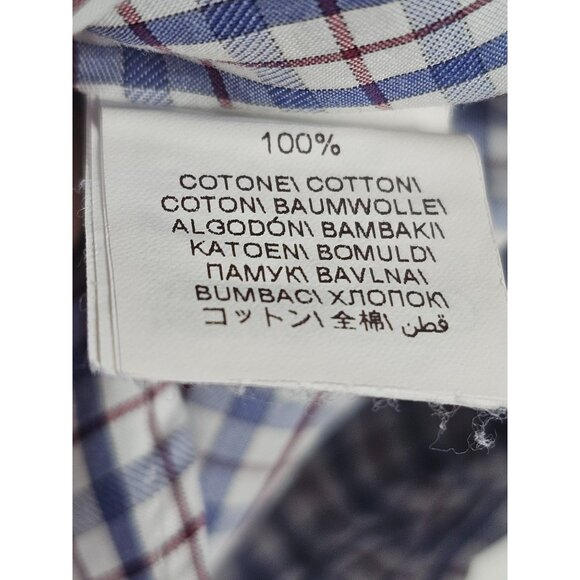 100%
COTONE\ COTTON\
COTON\ BAUMWOLLE\
ALGODÓN\ BAMBAKI\
KATOEN\ BOMULD\
ПАМУК\ BAVLNA\
BUMBAC\ ХЛОПОК\
コットン\ 全棉\ قطن